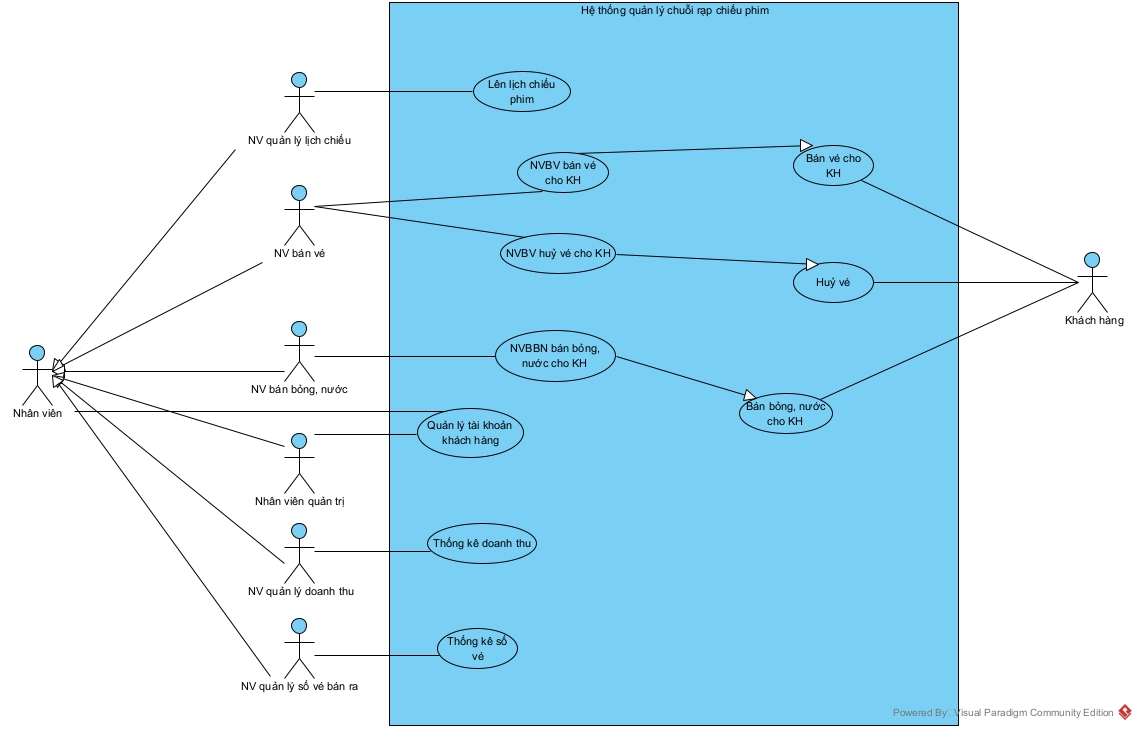 Hệ thống quản lý chuỗi rạp chiếu phim
Lên lịch chiếu
phim
NV quản lý lịch chiếu
NVBV bán vé
cho KH
Bán vé cho
KH
NV bán vé
NVBV huỷ vé cho KH
Huỷ vé
Khách hàng
NVBBN bán bỏng,
nước cho KH
NV bán bỏng, nước
Bán bỏng, nước
cho KH
Nhân viên
Quản lý tài khoản
khách hàng
Nhân viên quản trị
Thống kê doanh thu
NV quản lý doanh thu
Thống kê số
vé
NV quản lý số vé bán ra
Powered By: Visual Paradigm Community Edition